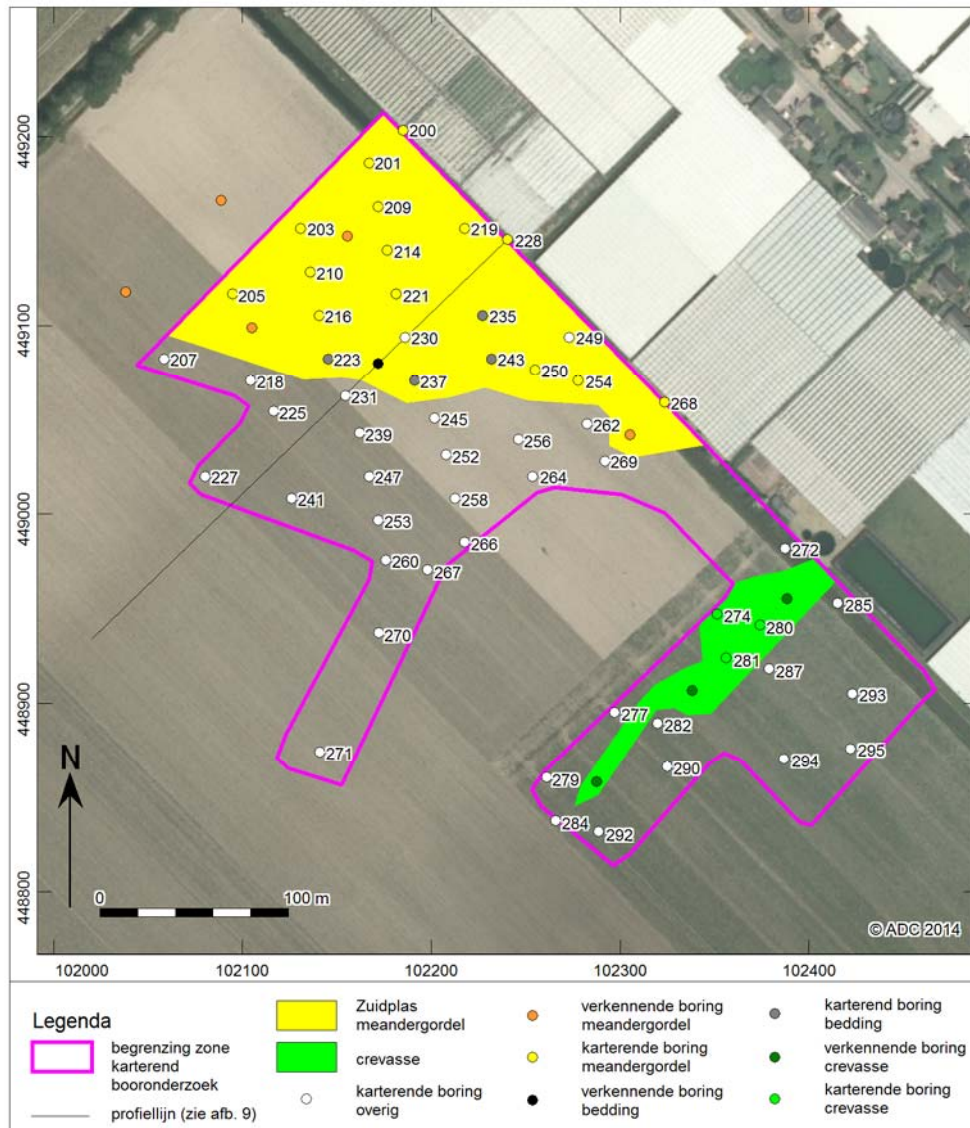 200
201
209
203
219
228
214
210
205
221
216
235
230
249
207
223
243
250
218
237
254
231
268
225
245
262
239
256
252
269
227
247
264
241
258
253
266
272
260
267
285
274
270
280
281
287
293
277
282
271
294
295
290
279
284
292
449200
449100
449000
448900
448800
N
0 100 m
© ADC 2014
102000 102100 102200 102300 102400
Legenda
begrenzing zone
karterend
booronderzoek
profiellijn (zie afb. 9)
Zuidplas
meandergordel
crevasse
karterende boring
overig
verkennende boring
meandergordel
karterende boring
meandergordel
verkennende boring
bedding
karterend boring
bedding
verkennende boring
crevasse
karterende boring
crevasse